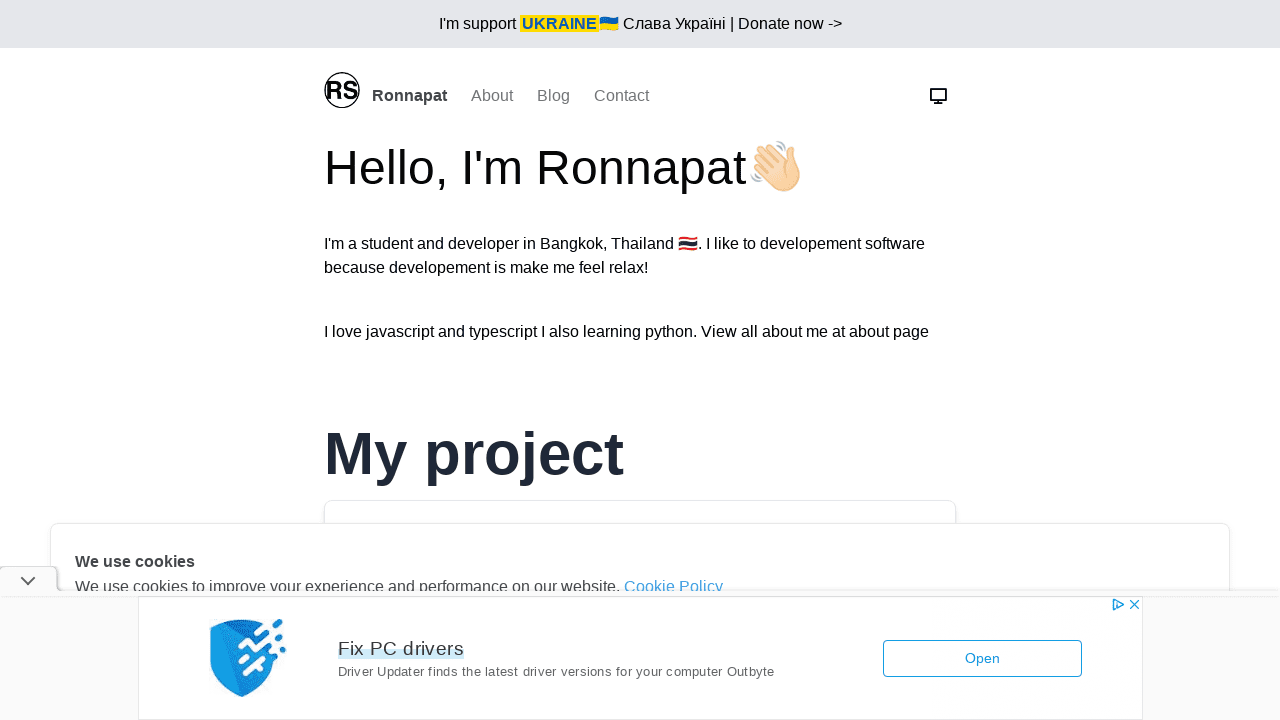 I'm support UKRAINE🇺🇦 Слава Україні | Donate now ->
RS
Ronnapat About Blog Contact
Hello, I'm Ronnapat👋🏻
I'm a student and developer in Bangkok, Thailand 🇹🇭. I like to developement software
because developement is make me feel relax!
I love javascript and typescript I also learning python. View all about me at about page
My project
We use cookies
We use cookies to improve your experience and performance on our website. Cookie Policy
Fix PC drivers
Driver Updater finds the latest driver versions for your computer Outbyte
Open